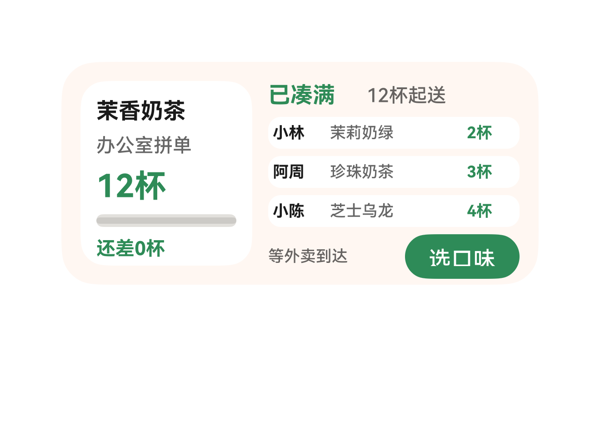 茉香奶茶
办公室拼单
12杯
还差0杯
已凑满 12杯起送
小林 茉莉奶绿 2杯
阿周 珍珠奶茶 3杯
小陈 芝士乌龙 4杯
等外卖到达 选口味